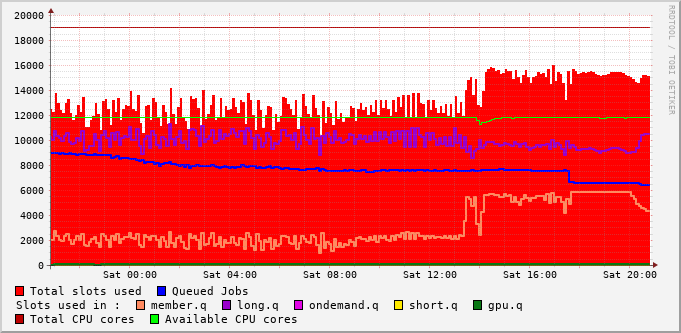 20000
18000
16000
14000
12000
10000
8000
6000
4000
2000
0
Sat 00:00 Sat 04:00 Sat 08:00 Sat 12:00 Sat 16:00 Sat 20:00
RRDTOOL / TOBI OETIKER
Total slots used Queued Jobs
Slots used in : member.q long.q ondemand.q short.q gpu.q
Total CPU cores Available CPU cores